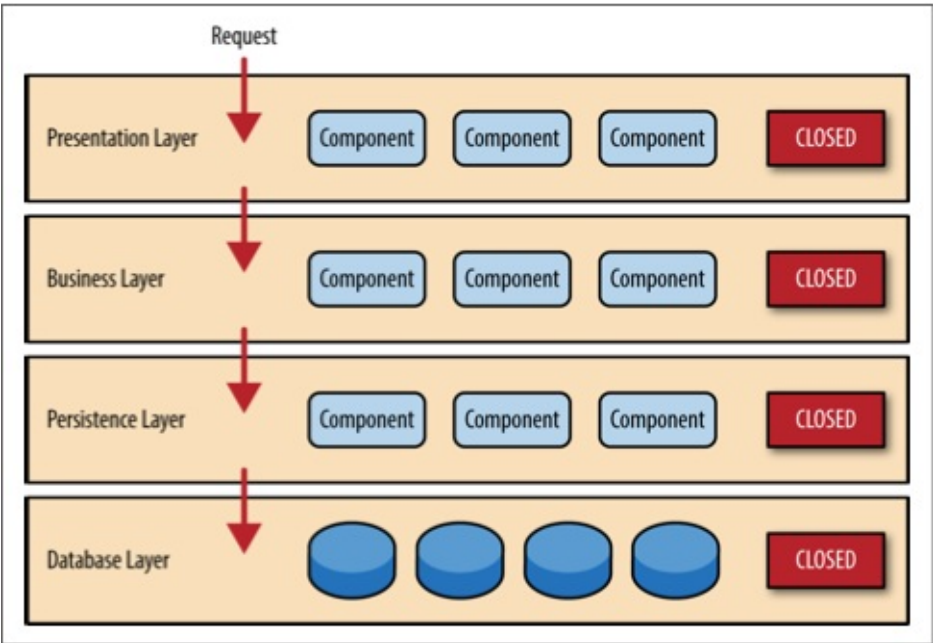 Request
Presentation Layer Component Component Component CLOSED
Business Layer Component Component Component CLOSED
Persistence Layer Component Component Component CLOSED
Database Layer CLOSED